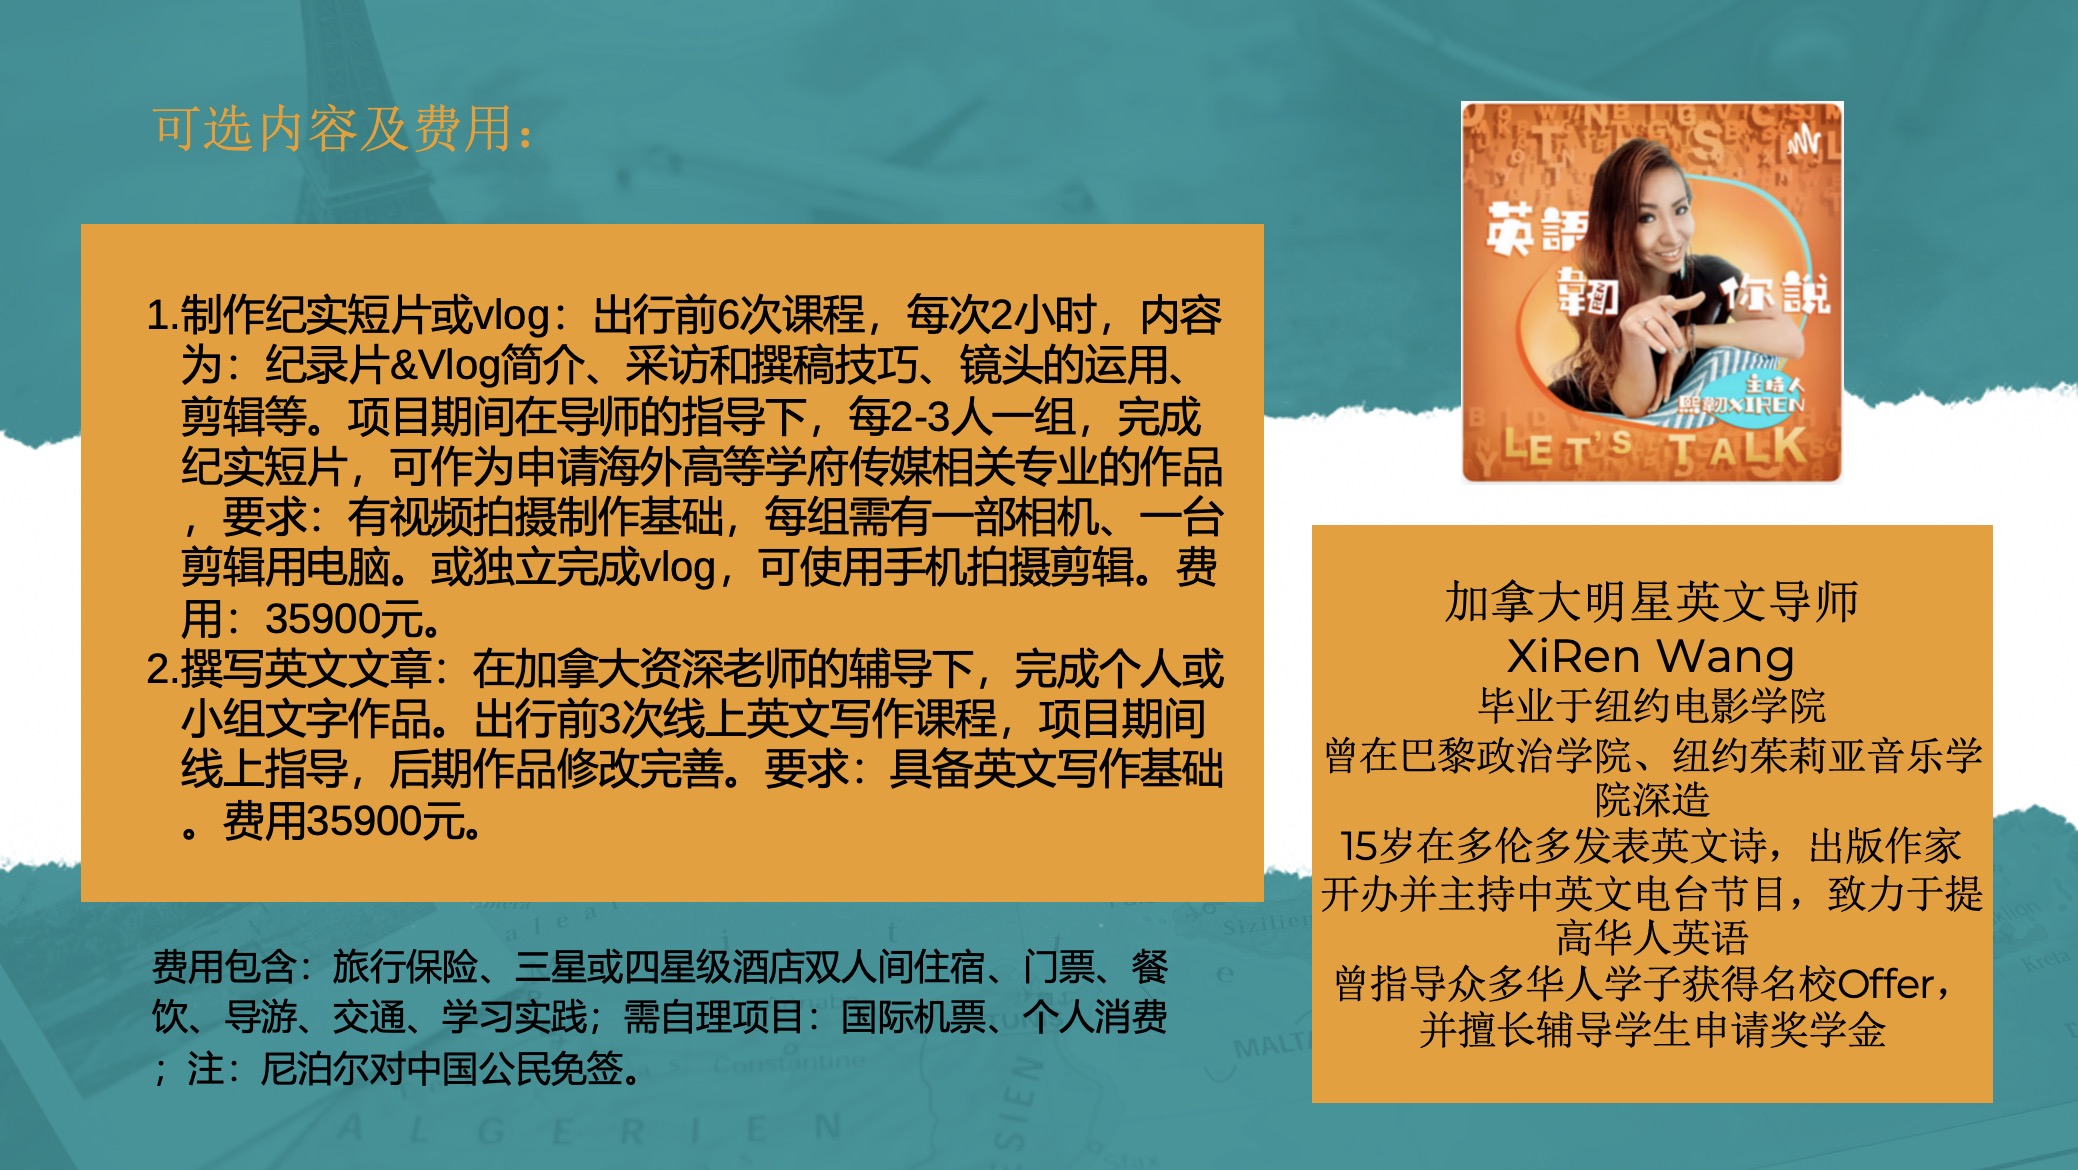 可选内容及费用：
1.制作纪实短片或vlog：出行前6次课程，每次2小时，内容
为：纪录片&Vlog简介、采访和撰稿技巧、镜头的运用、
剪辑等。项目期间在导师的指导下，每2-3人一组，完成
纪实短片，可作为申请海外高等学府传媒相关专业的作品
，要求：有视频拍摄制作基础，每组需有一部相机、一台
剪辑用电脑。或独立完成vlog，可使用手机拍摄剪辑。费
用：35900元。
2.撰写英文文章：在加拿大资深老师的辅导下，完成个人或
小组文字作品。出行前3次线上英文写作课程，项目期间
线上指导，后期作品修改完善。要求：具备英文写作基础
。费用35900元。
费用包含：旅行保险、三星或四星级酒店双人间住宿、门票、餐
饮、导游、交通、学习实践；需自理项目：国际机票、个人消费
；注：尼泊尔对中国公民免签。
英語
韌 REN 你說
主持人
熙韌XIREN
LET'S TALK
加拿大明星英文导师
XiRen Wang
毕业于纽约电影学院
曾在巴黎政治学院、纽约茱莉亚音乐学
院深造
15岁在多伦多发表英文诗，出版作家
开办并主持中英文电台节目，致力于提
高华人英语
曾指导众多华人学子获得名校Offer，
并擅长辅导学生申请奖学金
Sizilien
MALTA
Constantine
ALGERIEN
Kreta